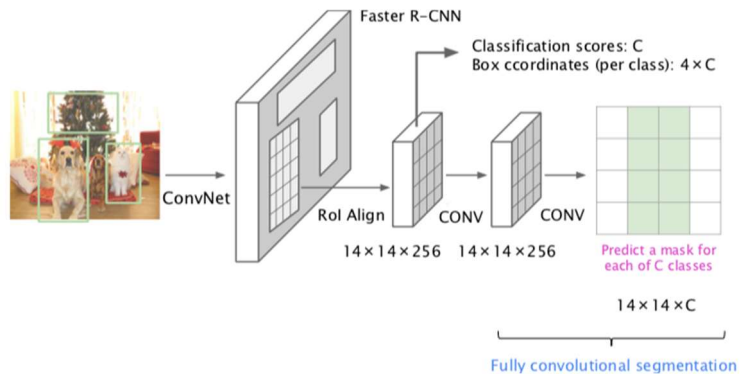 Faster R-CNN
Classification scores: C
Box ccordinates (per class): 4×C
ConvNet
RoI Align
CONV
CONV
14×14×256
14×14×256
Predict a mask for
each of C classes
14×14×C
Fully convolutional segmentation